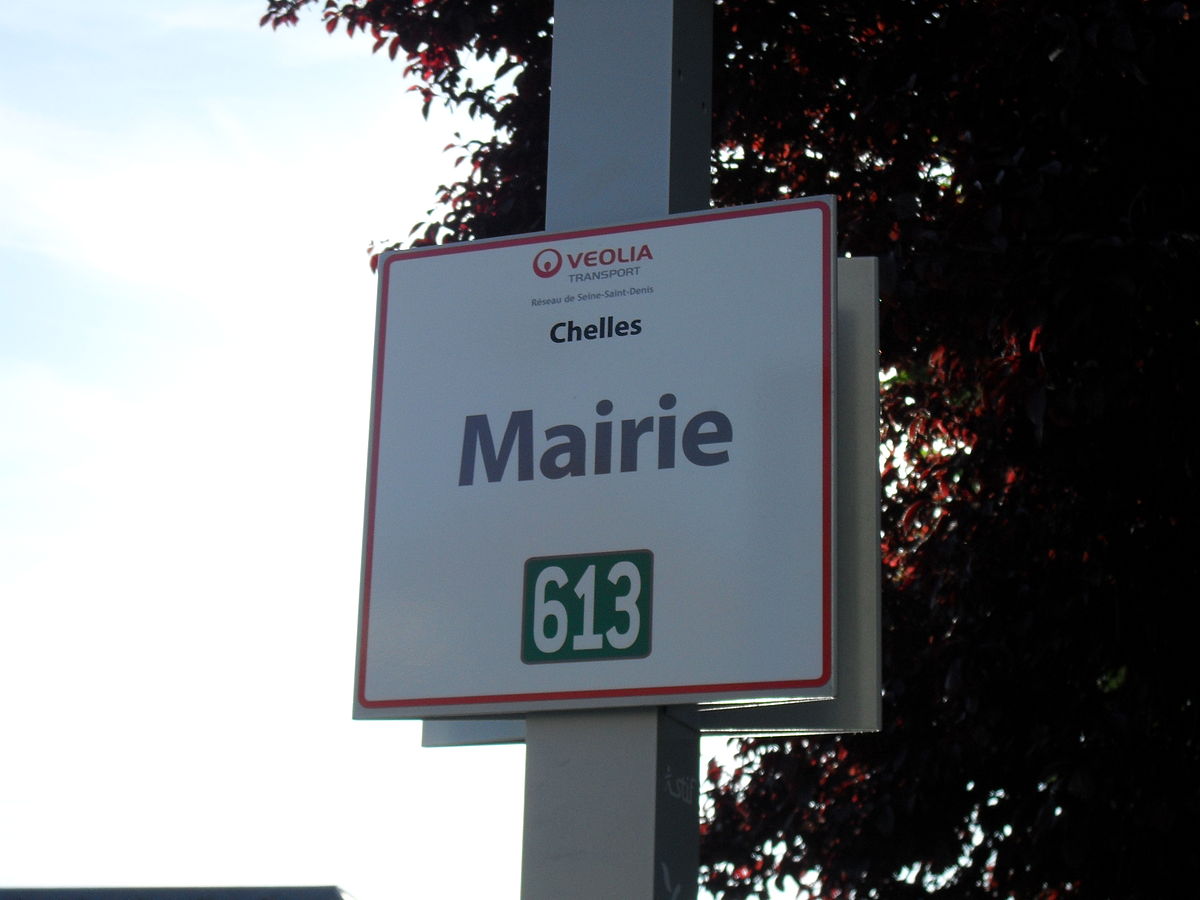 VEOLIA
TRANSPORT
Réseau de Seine-Saint-Denis
Chelles
Mairie
613